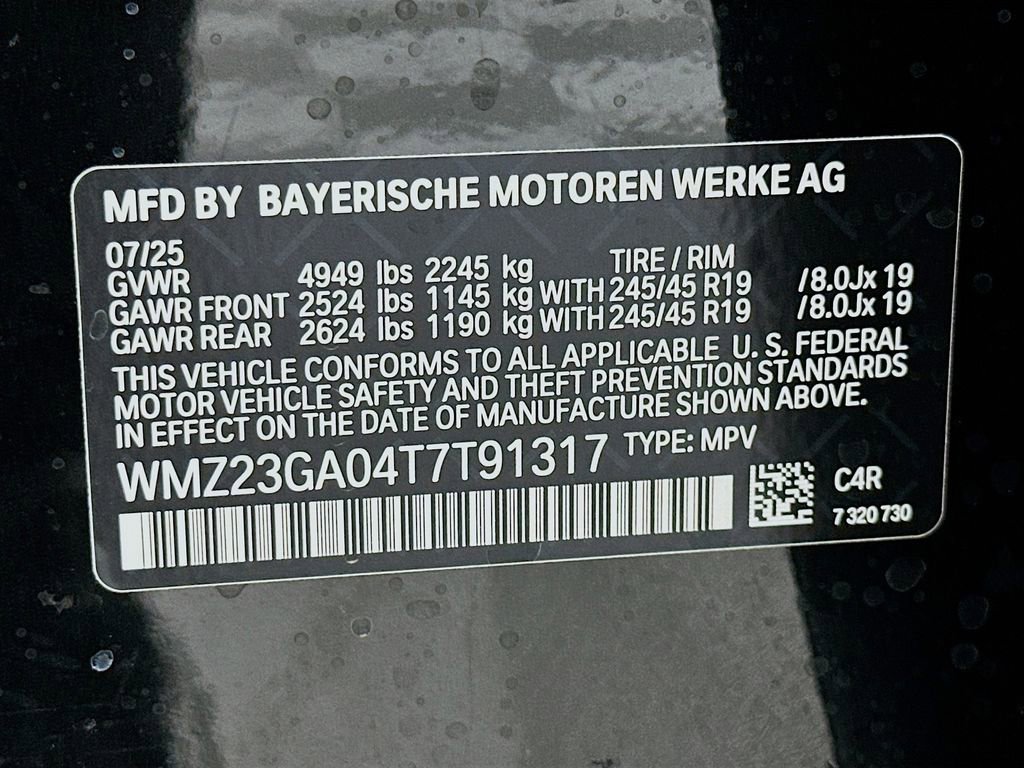 MFD BY BAYERISCHE MOTOREN WERKE AG
07/25 TIRE / RIM
GVWR 4949 lbs 2245 kg
GAWR FRONT 2524 lbs 1145 kg WITH 245/45 R19 /8.0Jx 19
GAWR REAR 2624 lbs 1190 kg WITH 245/45 R19 /8.0Jx 19
THIS VEHICLE CONFORMS TO ALL APPLICABLE U. S. FEDERAL
MOTOR VEHICLE SAFETY AND THEFT PREVENTION STANDARDS
IN EFFECT ON THE DATE OF MANUFACTURE SHOWN ABOVE.
WMZ23GA04T7T91317 TYPE: MPV
C4R
7 320 730